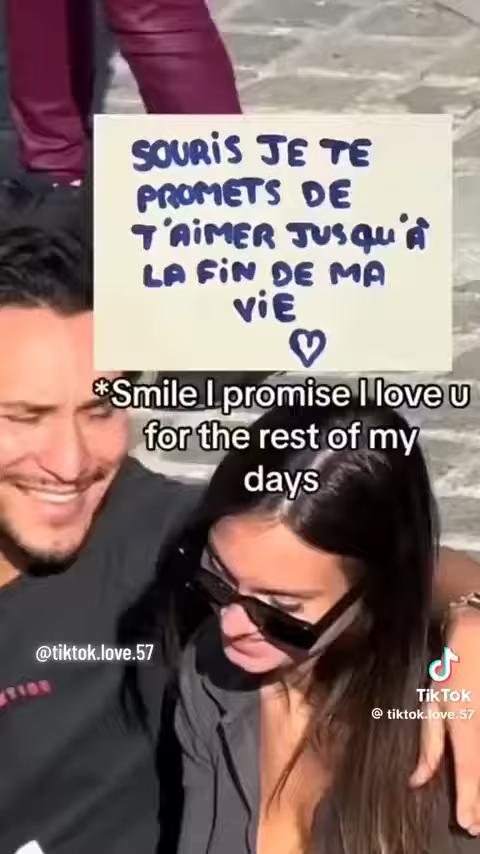 SOURIS JE TE
PROMETS DE
T'AIMER JUSQU'À
LA FIN DE MA
VIE
*Smile I promise I love u
for the rest of my
days
@tiktok.love.57
TikTok
@ tiktok.love.57